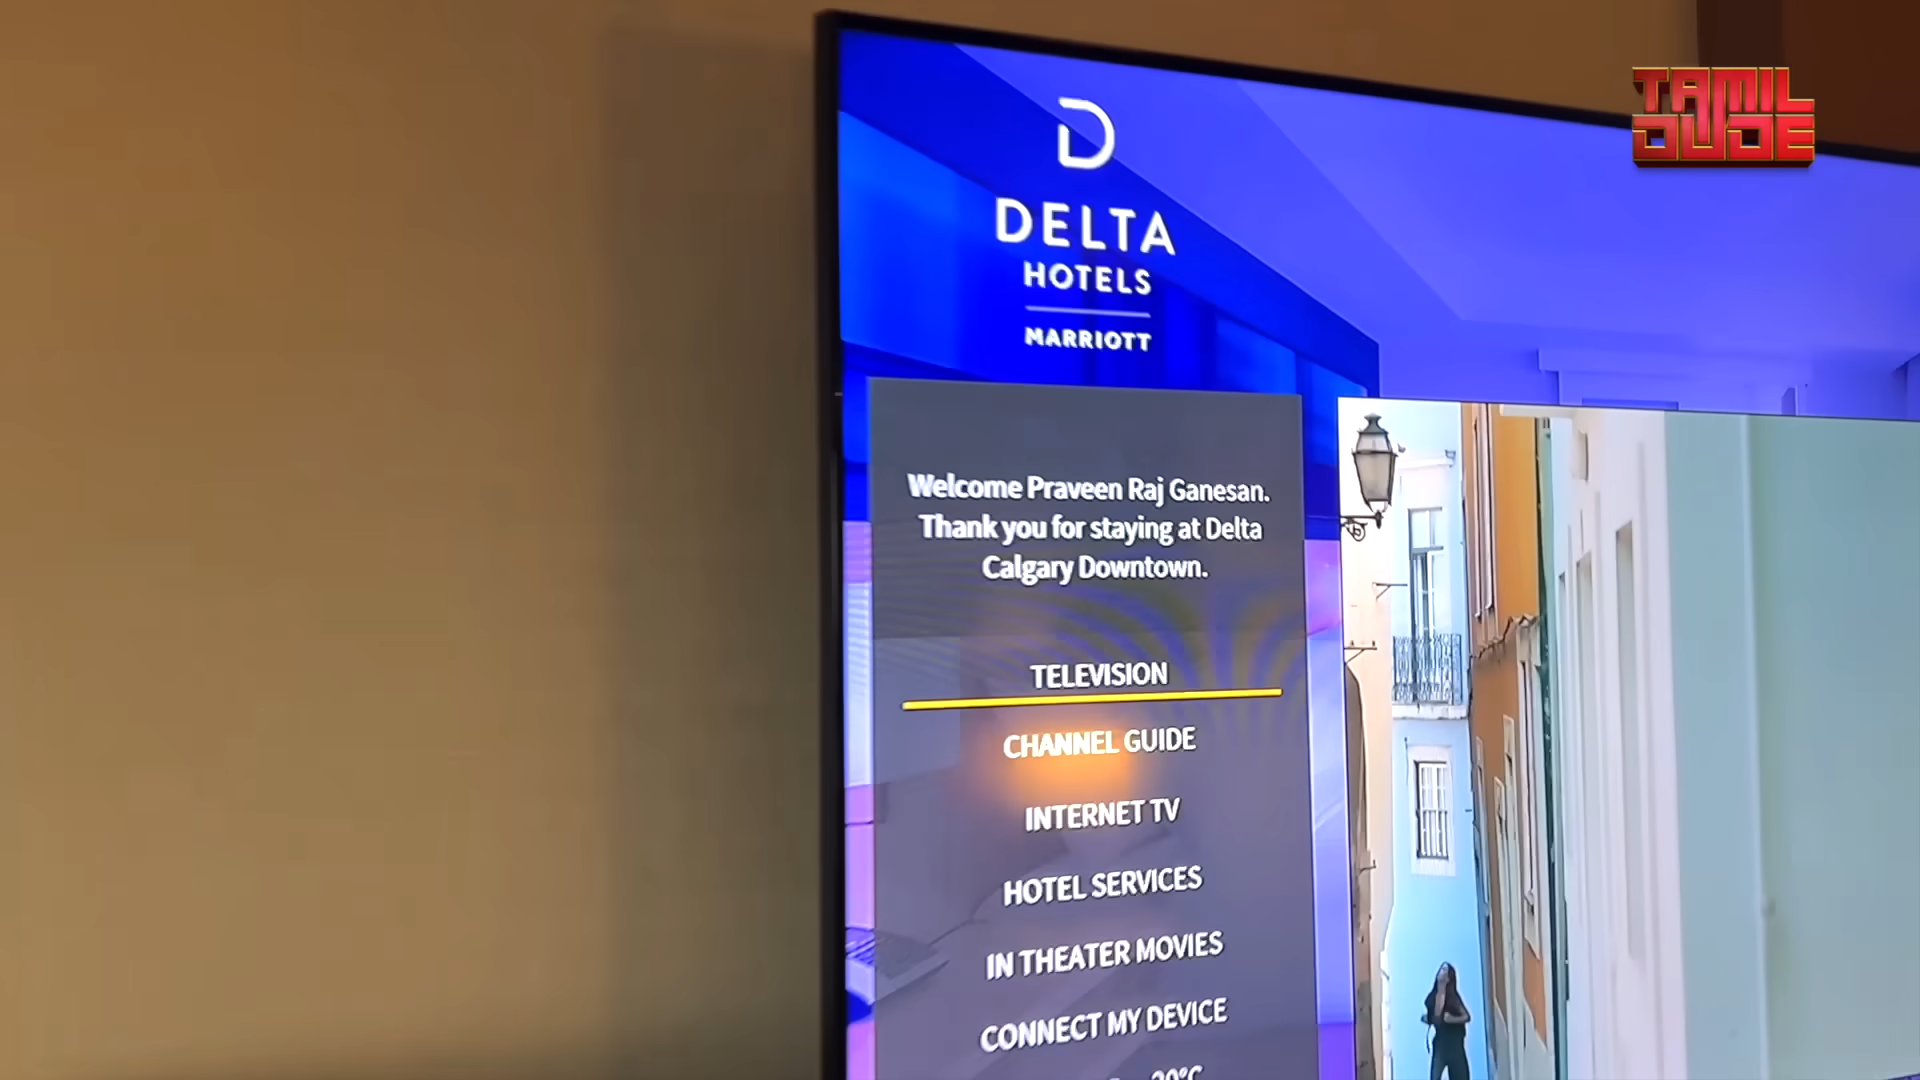 TAMIL
DUDE
D
DELTA
HOTELS
MARRIOTT
Welcome Praveen Raj Ganesan.
Thank you for staying at Delta
Calgary Downtown.
TELEVISION
CHANNEL GUIDE
INTERNET TV
HOTEL SERVICES
IN THEATER MOVIES
CONNECT MY DEVICE